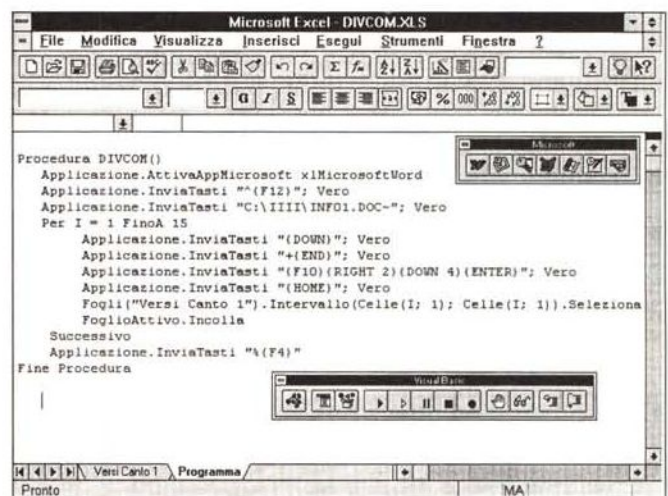 Microsoft Excel - DIVCOM.XLS
File Modifica Visualizza Inserisci Esegui Strumenti Finestra ?
G I S % 000
Microsoft
Procedura DIVCOM()
Applicazione.AttivaAppMicrosoft xlMicrosoftWord
Applicazione.InviaTasti "^{F12}"; Vero
Applicazione.InviaTasti "C:\IIII\INFO1.DOC~"; Vero
Per I = 1 FinoA 15
Applicazione.InviaTasti "{DOWN}"; Vero
Applicazione.InviaTasti "+{END}"; Vero
Applicazione.InviaTasti "{F10}{RIGHT 2}{DOWN 4}{ENTER}"; Vero
Applicazione.InviaTasti "{HOME}"; Vero
Fogli("Versi Canto 1").Intervallo(Celle(I; 1); Celle(I; 1)).Seleziona
FoglioAttivo.Incolla
Successivo
Applicazione.InviaTasti "%{F4}"
Fine Procedura
Visual Basic
Versi Canto 1 Programma
Pronto MA